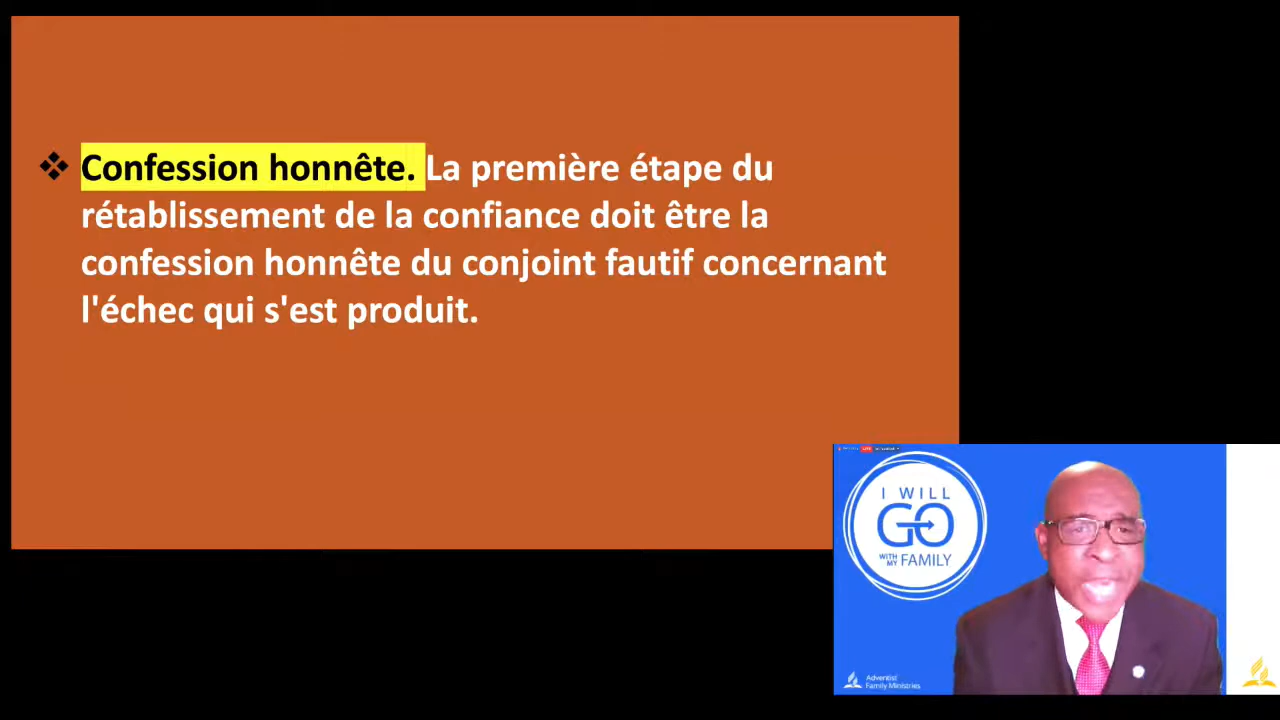 ❖ Confession honnête. La première étape du
rétablissement de la confiance doit être la
confession honnête du conjoint fautif concernant
l'échec qui s'est produit.
I WILL
GO
WITH MY FAMILY
Adventist
Family Ministries